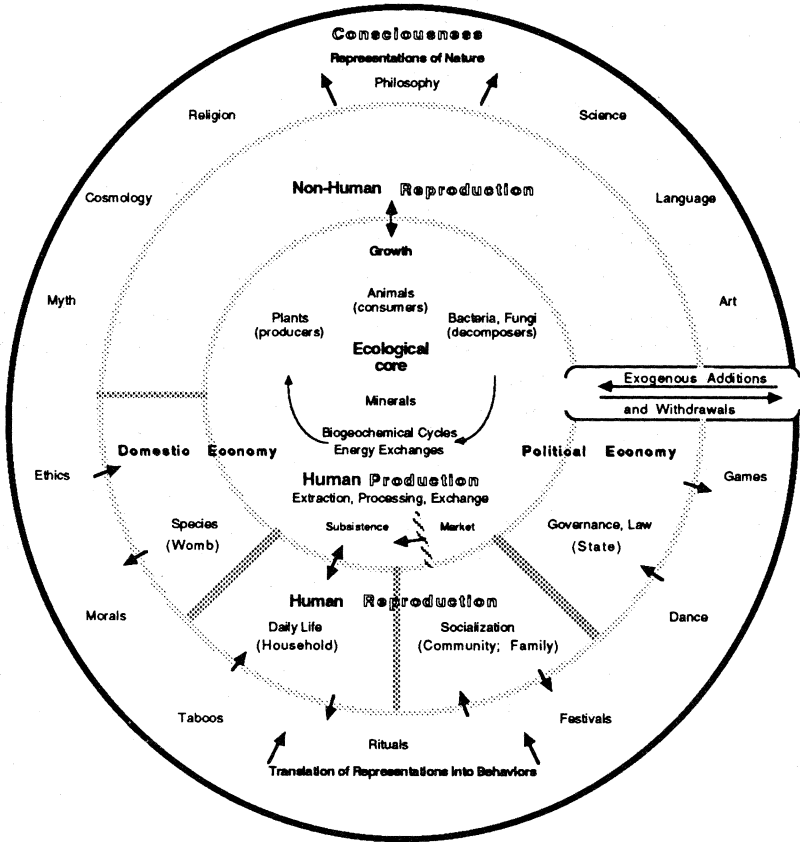 Consciousness
Representations of Nature
Philosophy
Religion
Science
Cosmology
Language
Non-Human Reproduction
Growth
Myth
Art
Animals
(consumers)
Plants
(producers)
Bacteria, Fungi
(decomposers)
Ecological
core
Exogenous Additions
and Withdrawals
Minerals
Biogeochemical Cycles
Energy Exchanges
Domestic Economy
Political Economy
Ethics
Games
Human Production
Extraction, Processing, Exchange
Subsistence
Market
Species
(Womb)
Governance, Law
(State)
Human Reproduction
Daily Life
(Household)
Socialization
(Community; Family)
Morals
Dance
Taboos
Festivals
Rituals
Translation of Representations into Behaviors